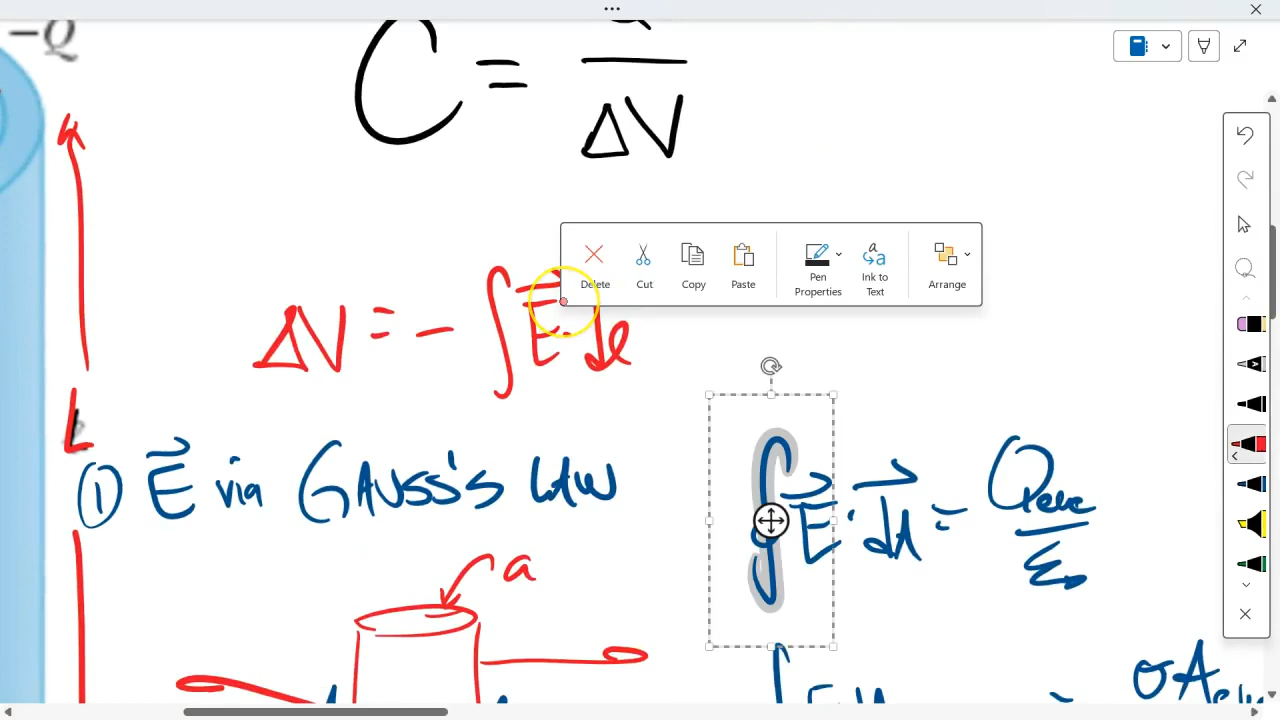 −Q
C = Q/ΔV
Delete Cut Copy Paste Pen Properties Ink to Text Arrange
ΔV = − ∫ E⃗ · dl
L
① E⃗ via GAUSS'S LAW
∮ E⃗ · dA⃗ = Qenc/ε₀
a
σA